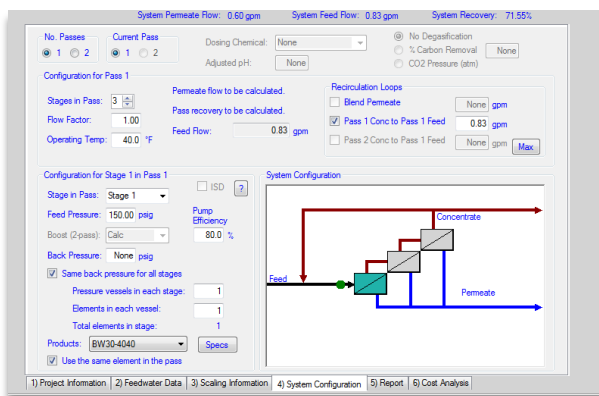 System Permeate Flow: 0.60 gpm System Feed Flow: 0.83 gpm System Recovery: 71.55%
No. Passes Current Pass
1 2 1 2
Dosing Chemical: None
Adjusted pH: None
No Degasification
% Carbon Removal None
CO2 Pressure (atm)
Configuration for Pass 1
Stages in Pass: 3
Flow Factor: 1.00
Operating Temp: 40.0 °F
Permeate flow to be calculated.
Pass recovery to be calculated.
Feed Flow: 0.83 gpm
Recirculation Loops
Blend Permeate None gpm
Pass 1 Conc to Pass 1 Feed 0.83 gpm
Pass 2 Conc to Pass 1 Feed None gpm Max
Configuration for Stage 1 in Pass 1
Stage in Pass: Stage 1 ISD ?
Feed Pressure: 150.00 psig
Pump
Efficiency
Boost (2-pass): Calc 80.0 %
Back Pressure: None psig
Same back pressure for all stages
Pressure vessels in each stage: 1
Elements in each vessel: 1
Total elements in stage: 1
Products: BW30-4040 Specs
Use the same element in the pass
System Configuration
Concentrate
Feed
Permeate
1) Project Information 2) Feedwater Data 3) Scaling Information 4) System Configuration 5) Report 6) Cost Analysis